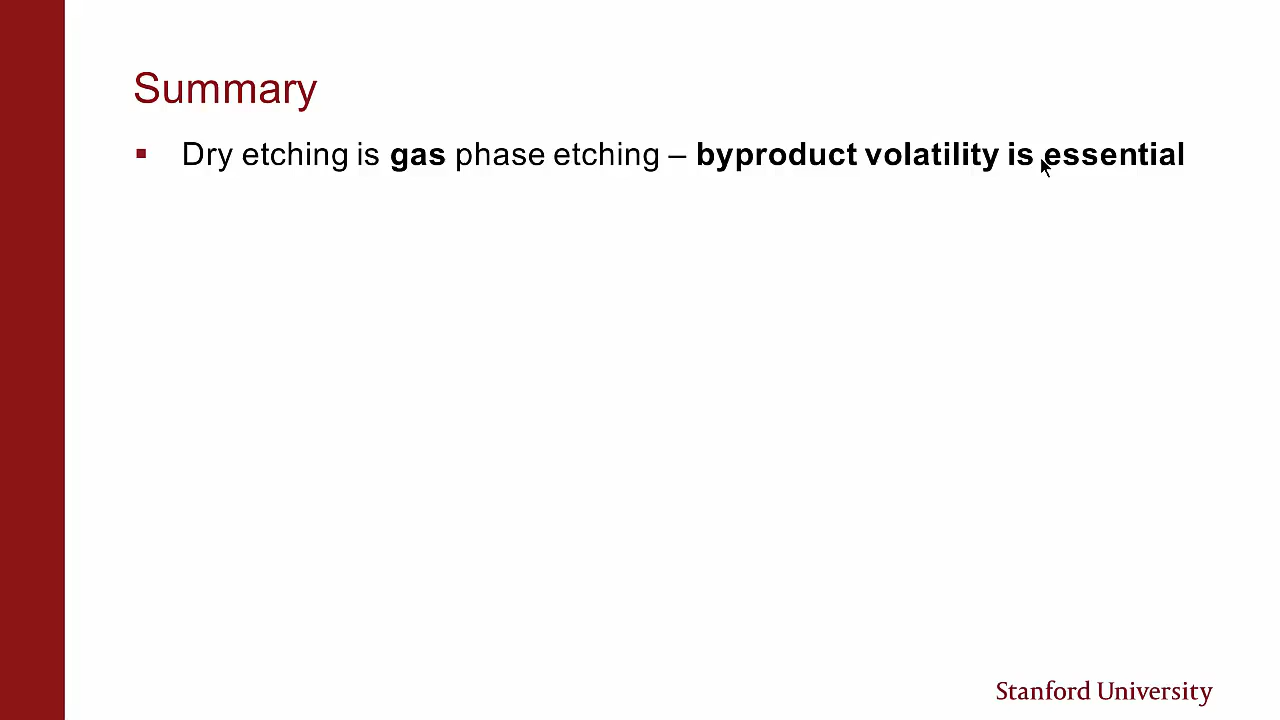 Summary
▪ Dry etching is gas phase etching – byproduct volatility is essential
Stanford University